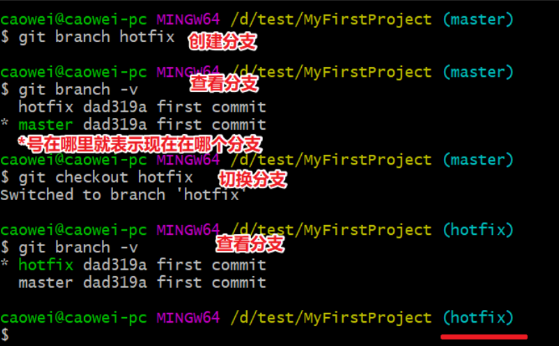 caowei@caowei-pc MINGW64 /d/test/MyFirstProject (master)
$ git branch hotfix 创建分支
caowei@caowei-pc MINGW64 /d/test/MyFirstProject (master)
$ git branch -v 查看分支
hotfix dad319a first commit
* master dad319a first commit
*号在哪里就表示现在在哪个分支
caowei@caowei-pc MINGW64 /d/test/MyFirstProject (master)
$ git checkout hotfix 切换分支
Switched to branch 'hotfix'
caowei@caowei-pc MINGW64 /d/test/MyFirstProject (hotfix)
$ git branch -v 查看分支
* hotfix dad319a first commit
master dad319a first commit
caowei@caowei-pc MINGW64 /d/test/MyFirstProject (hotfix)
$